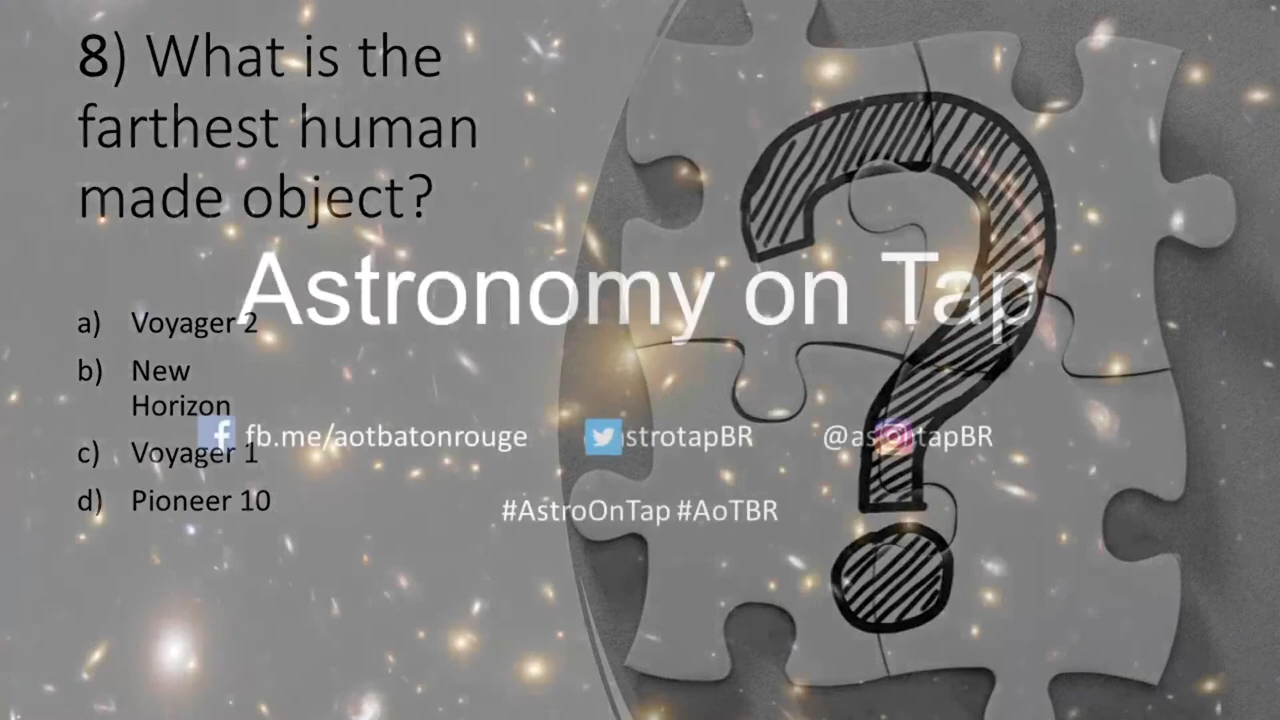 8) What is the
farthest human
made object?
Astronomy on Tap
a) Voyager 2
b) New
Horizon
fb.me/aotbatonrouge
c) Voyager 1
d) Pioneer 10
#AstroOnTap #AoTBR